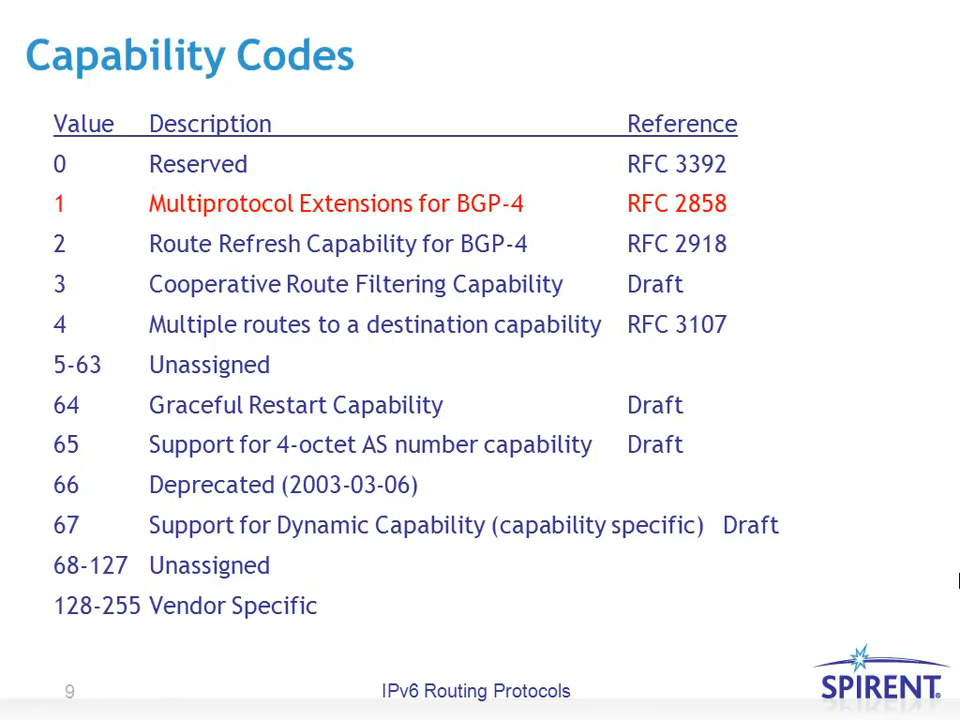 Capability Codes
Value Description Reference
0 Reserved RFC 3392
1 Multiprotocol Extensions for BGP-4 RFC 2858
2 Route Refresh Capability for BGP-4 RFC 2918
3 Cooperative Route Filtering Capability Draft
4 Multiple routes to a destination capability RFC 3107
5-63 Unassigned
64 Graceful Restart Capability Draft
65 Support for 4-octet AS number capability Draft
66 Deprecated (2003-03-06)
67 Support for Dynamic Capability (capability specific) Draft
68-127 Unassigned
128-255 Vendor Specific
9 IPv6 Routing Protocols
SPIRENT®